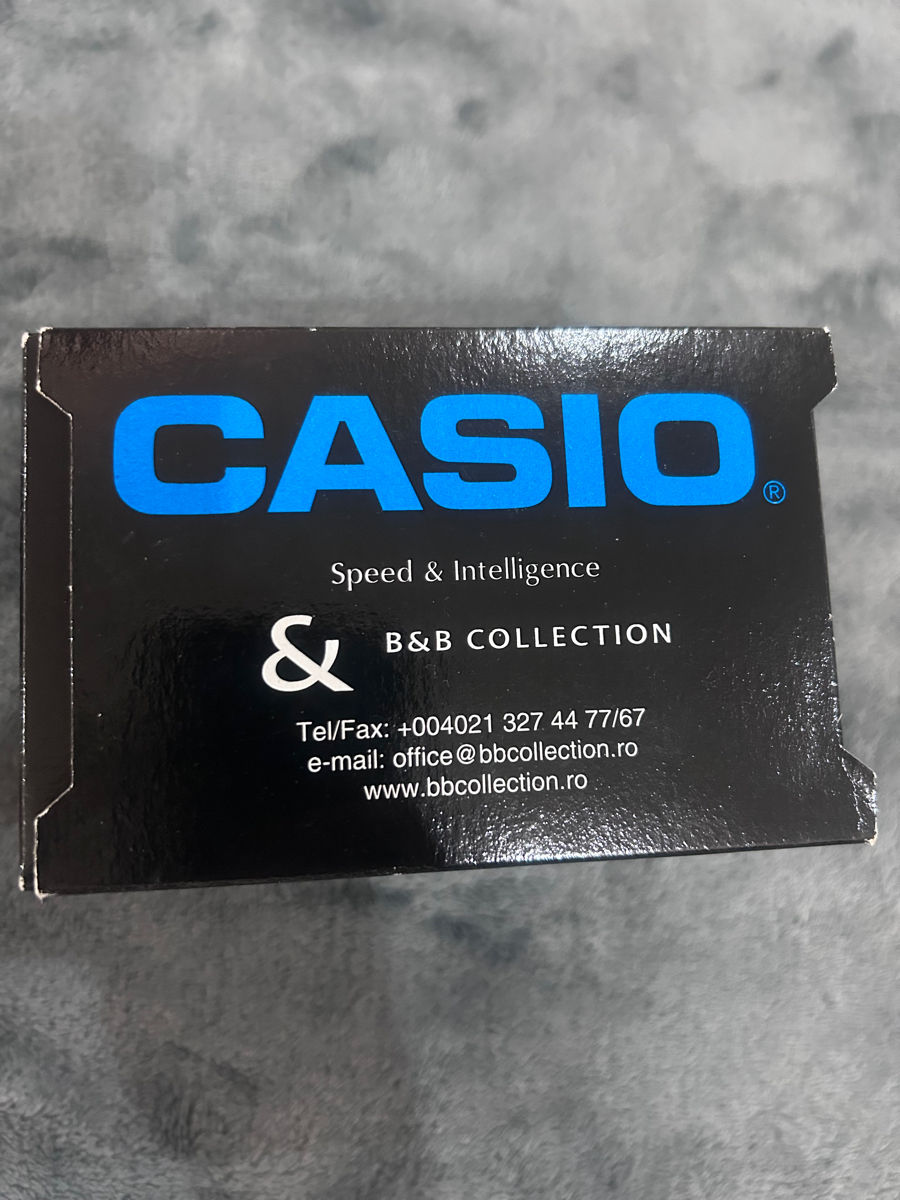 CASIO®
Speed & Intelligence
& B&B COLLECTION
Tel/Fax: +004021 327 44 77/67
e-mail: office@bbcollection.ro
www.bbcollection.ro